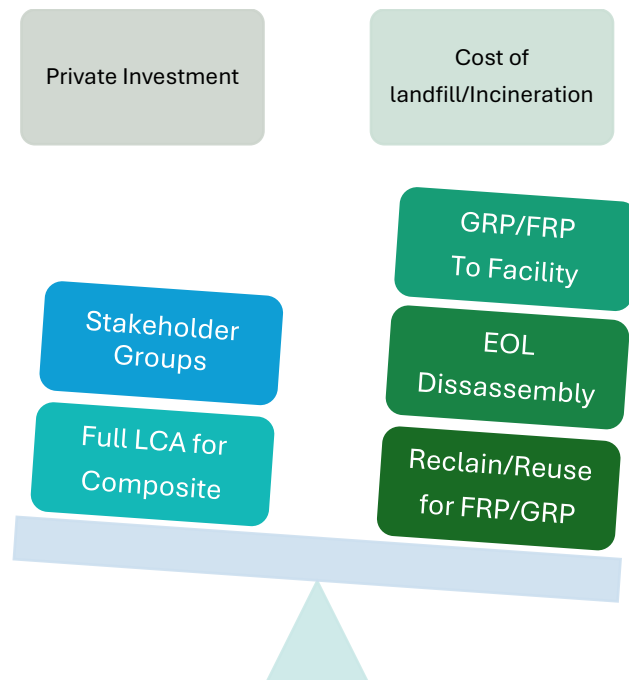 Private Investment
Cost of
landfill/Incineration
GRP/FRP
To Facility
Stakeholder
Groups
EOL
Dissassembly
Full LCA for
Composite
Reclain/Reuse
for FRP/GRP